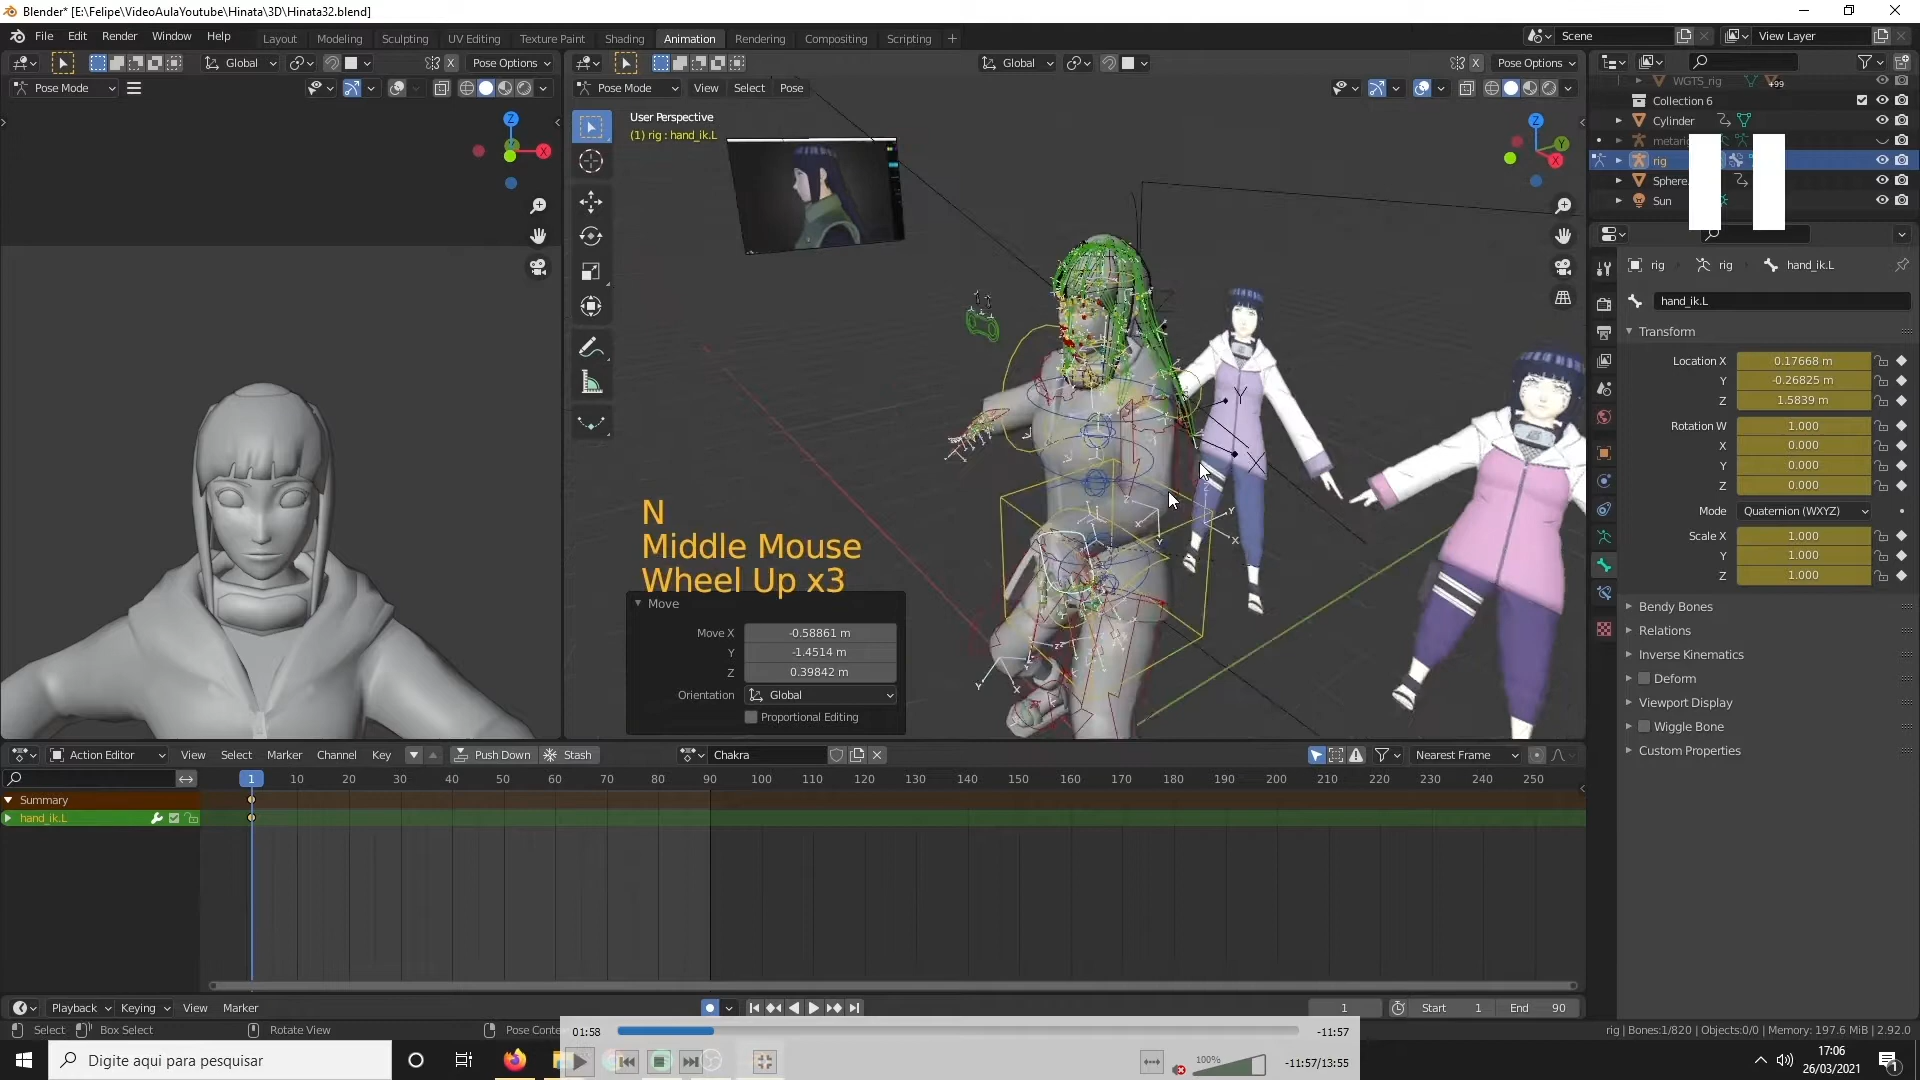 Blender* [E:\Felipe\VideoAulaYoutube\Hinata\3D\Hinata32.blend]
File Edit Render Window Help Layout Modeling Sculpting UV Editing Texture Paint Shading Animation Rendering Compositing Scripting + Scene View Layer
Global X Pose Options Global X Pose Options
Pose Mode Pose Mode View Select Pose
WGTS_rig +99
Collection 6
Cylinder
metarig
rig
Sphere
Sun
User Perspective
(1) rig : hand_ik.L
Z X Z Y X
Y X
N
Middle Mouse
Wheel Up x3
Move
Move X -0.58861 m
Y -1.4514 m
Z 0.39842 m
Orientation Global
Proportional Editing
rig rig hand_ik.L
hand_ik.L
Transform
Location X 0.17668 m
Y -0.26825 m
Z 1.5839 m
Rotation W 1.000
X 0.000
Y 0.000
Z 0.000
Mode Quaternion (WXYZ)
Scale X 1.000
Y 1.000
Z 1.000
Bendy Bones
Relations
Inverse Kinematics
Deform
Viewport Display
Wiggle Bone
Custom Properties
Action Editor View Select Marker Channel Key Push Down Stash Chakra Nearest Frame
1 10 20 30 40 50 60 70 80 90 100 110 120 130 140 150 160 170 180 190 200 210 220 230 240 250
Summary
hand_ik.L
Playback Keying View Marker 1 Start 1 End 90
Select Box Select Rotate View Pose Conte rig | Bones:1/820 | Objects:0/0 | Memory: 197.6 MiB | 2.92.0
01:58 -11:57
Digite aqui para pesquisar 100% -11:57/13:55
17:06
26/03/2021
1